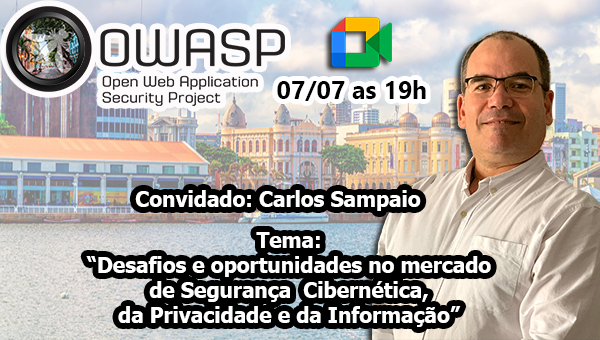 OWASP
Open Web Application
Security Project
07/07 as 19h
Convidado: Carlos Sampaio
Tema:
“Desafios e oportunidades no mercado
de Segurança Cibernética,
da Privacidade e da Informação”